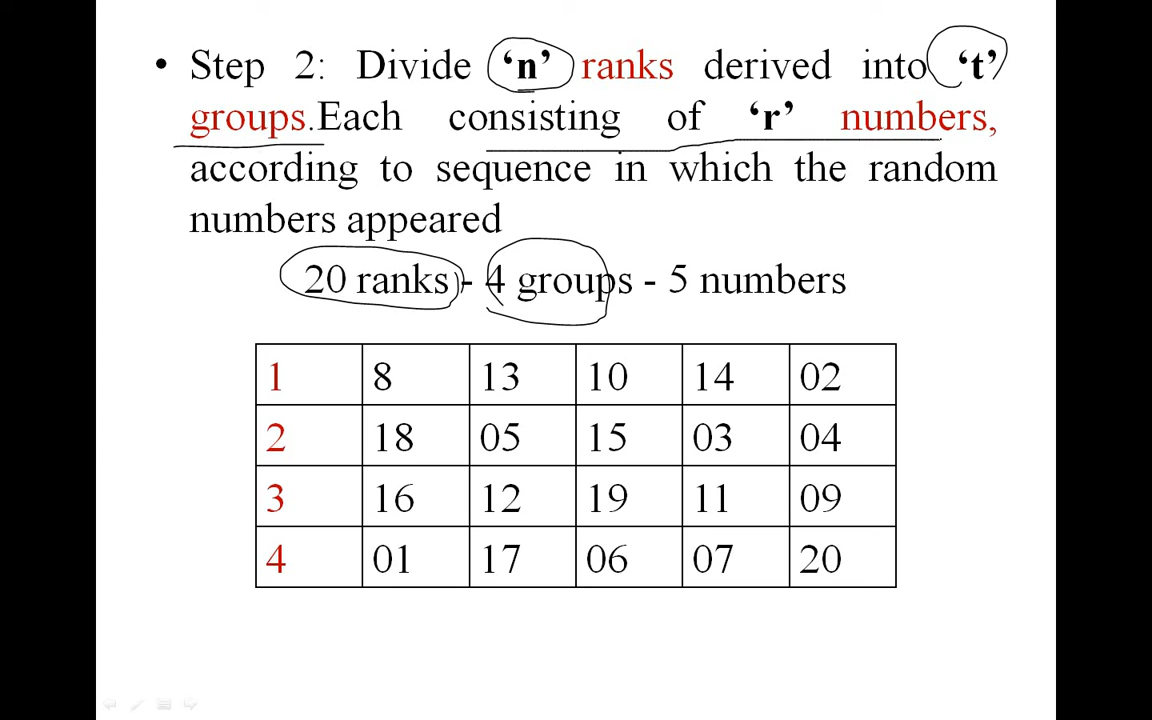 • Step 2: Divide ‘n’ ranks derived into ‘t’
groups.Each consisting of ‘r’ numbers,
according to sequence in which the random
numbers appeared
20 ranks - 4 groups - 5 numbers
1 8 13 10 14 02
2 18 05 15 03 04
3 16 12 19 11 09
4 01 17 06 07 20